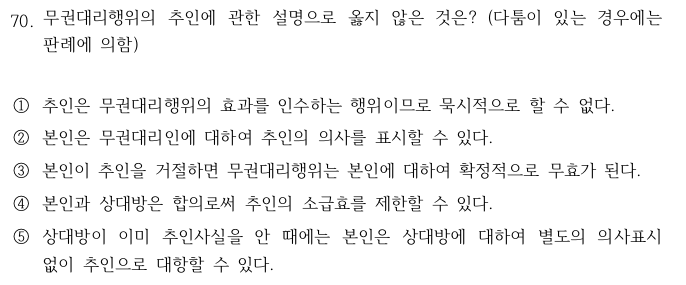 70. 무권대리행위의 추인에 관한 설명으로 옳지 않은 것은? (다툼이 있는 경우에는
판례에 의함)
① 추인은 무권대리행위의 효과를 인수하는 행위이므로 묵시적으로 할 수 없다.
② 본인은 무권대리인에 대하여 추인의 의사를 표시할 수 있다.
③ 본인이 추인을 거절하면 무권대리행위는 본인에 대하여 확정적으로 무효가 된다.
④ 본인과 상대방은 합의로써 추인의 소급효를 제한할 수 있다.
⑤ 상대방이 이미 추인사실을 안 때에는 본인은 상대방에 대하여 별도의 의사표시
없이 추인으로 대항할 수 있다.